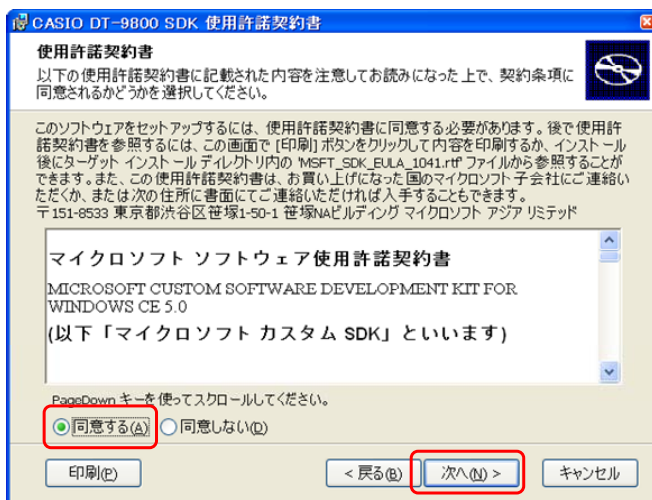 CASIO DT-9800 SDK 使用許諾契約書
使用許諾契約書
以下の使用許諾契約書に記載された内容を注意してお読みになった上で、契約条項に
同意されるかどうかを選択してください。
このソフトウェアをセットアップするには、使用許諾契約書に同意する必要があります。後で使用許
諾契約書を参照するには、この画面で [印刷] ボタンをクリックして内容を印刷するか、インストール
後にターゲット インストール ディレクトリ内の 'MSFT_SDK_EULA_1041.rtf' ファイルから参照することが
できます。また、この使用許諾契約書は、お買い上げになった国のマイクロソフト子会社にご連絡い
ただくか、または次の住所に書面にてご連絡いただければ入手することもできます。
〒151-8533 東京都渋谷区笹塚1-50-1 笹塚NAビルディング マイクロソフト アジア リミテッド
マイクロソフト ソフトウェア使用許諾契約書
MICROSOFT CUSTOM SOFTWARE DEVELOPMENT KIT FOR
WINDOWS CE 5.0
(以下「マイクロソフト カスタム SDK」といいます)
PageDown キーを使ってスクロールしてください。
同意する(A) 同意しない(D)
印刷(P) < 戻る(B) 次へ(N) > キャンセル